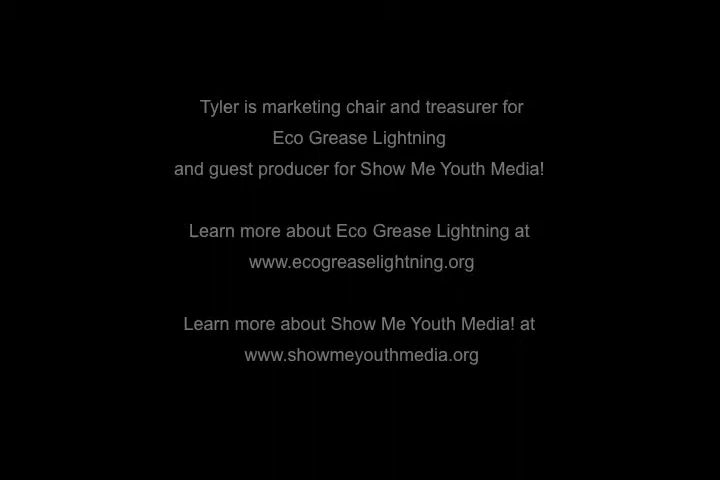 Tyler is marketing chair and treasurer for
Eco Grease Lightning
and guest producer for Show Me Youth Media!
Learn more about Eco Grease Lightning at
www.ecogreaselightning.org
Learn more about Show Me Youth Media! at
www.showmeyouthmedia.org